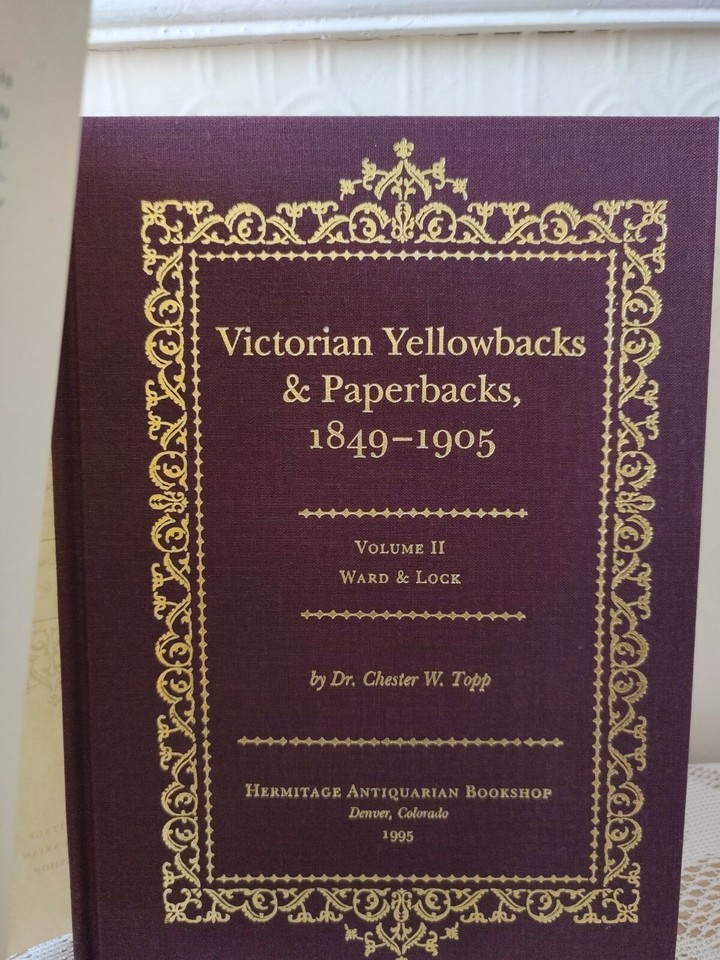 Victorian Yellowbacks
& Paperbacks,
1849–1905
Volume II
Ward & Lock
by Dr. Chester W. Topp
Hermitage Antiquarian Bookshop
Denver, Colorado
1995